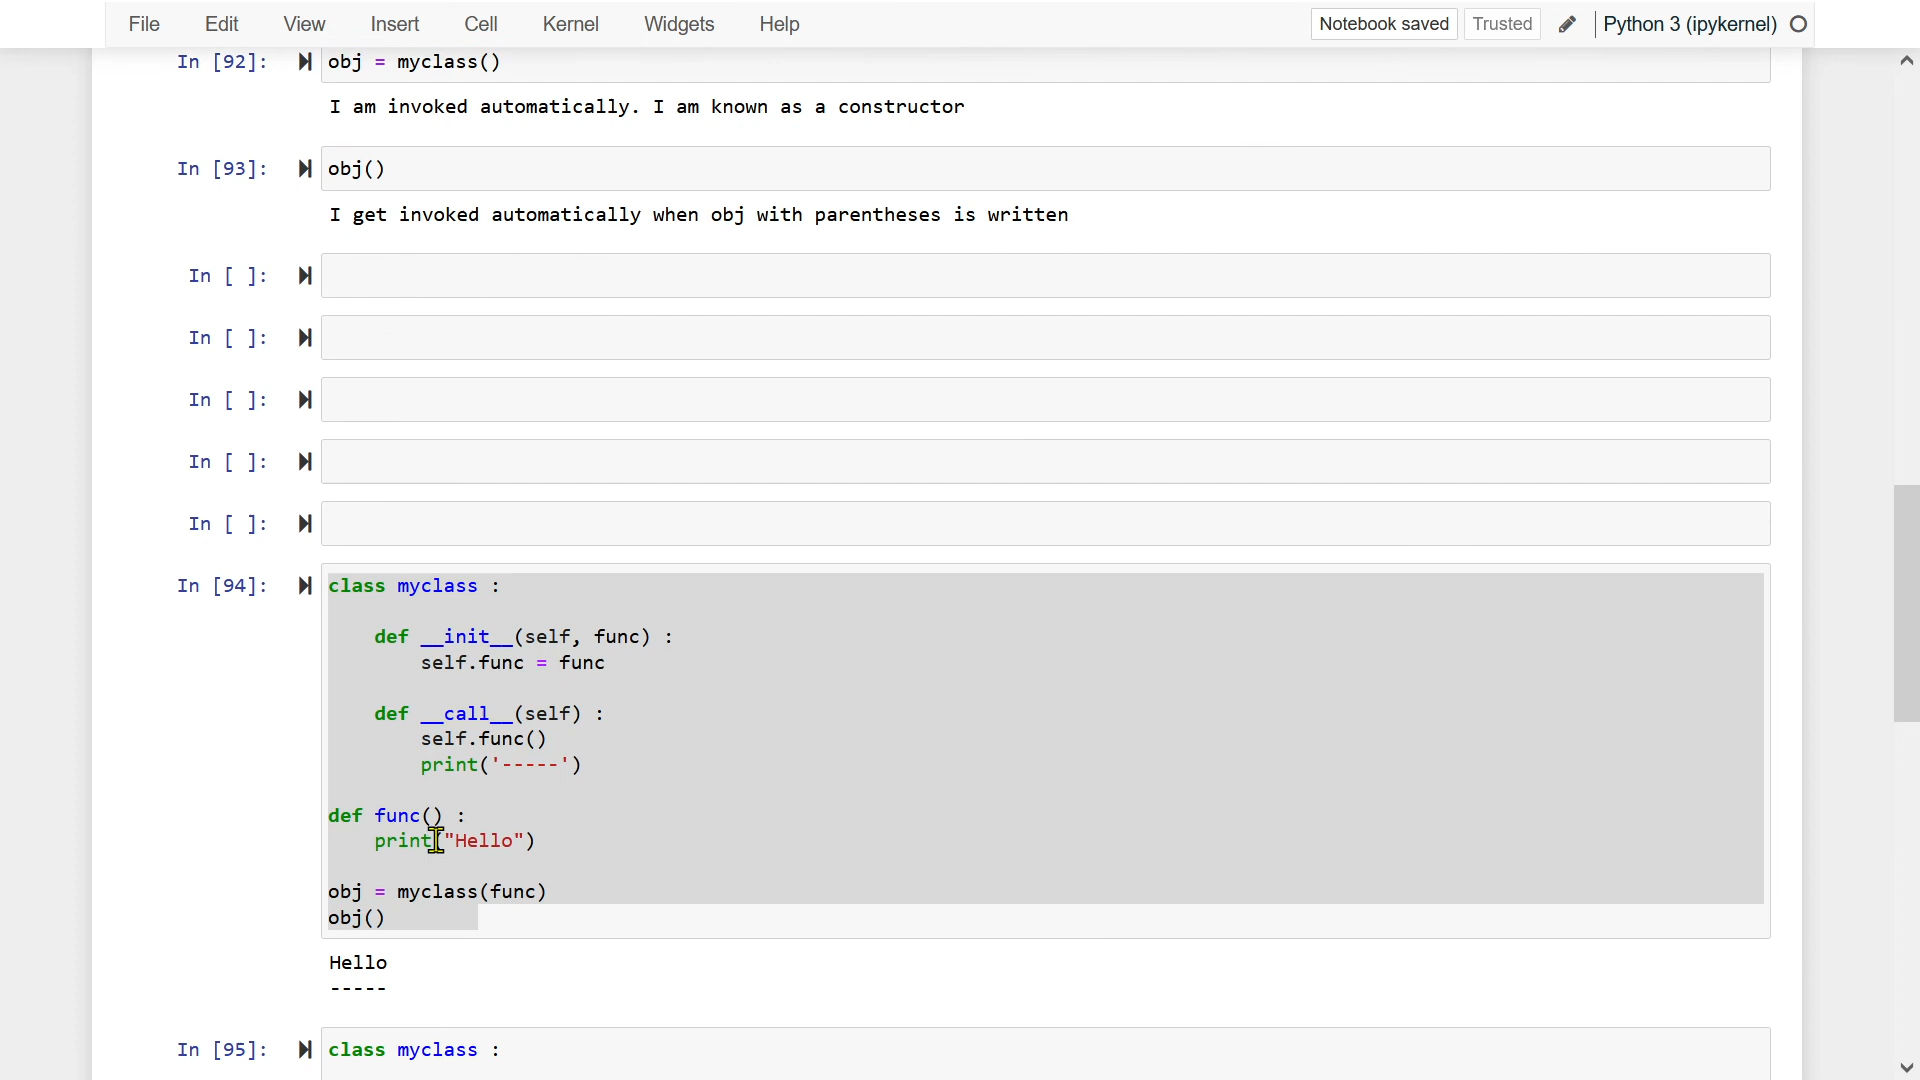 File Edit View Insert Cell Kernel Widgets Help Notebook saved Trusted Python 3 (ipykernel)
In [92]: obj = myclass()
I am invoked automatically. I am known as a constructor
In [93]: obj()
I get invoked automatically when obj with parentheses is written
In [ ]:
In [ ]:
In [ ]:
In [ ]:
In [ ]:
In [94]: class myclass :
def __init__(self, func) :
self.func = func
def __call__(self) :
self.func()
print('-----')
def func() :
print("Hello")
obj = myclass(func)
obj()
Hello
-----
In [95]: class myclass :